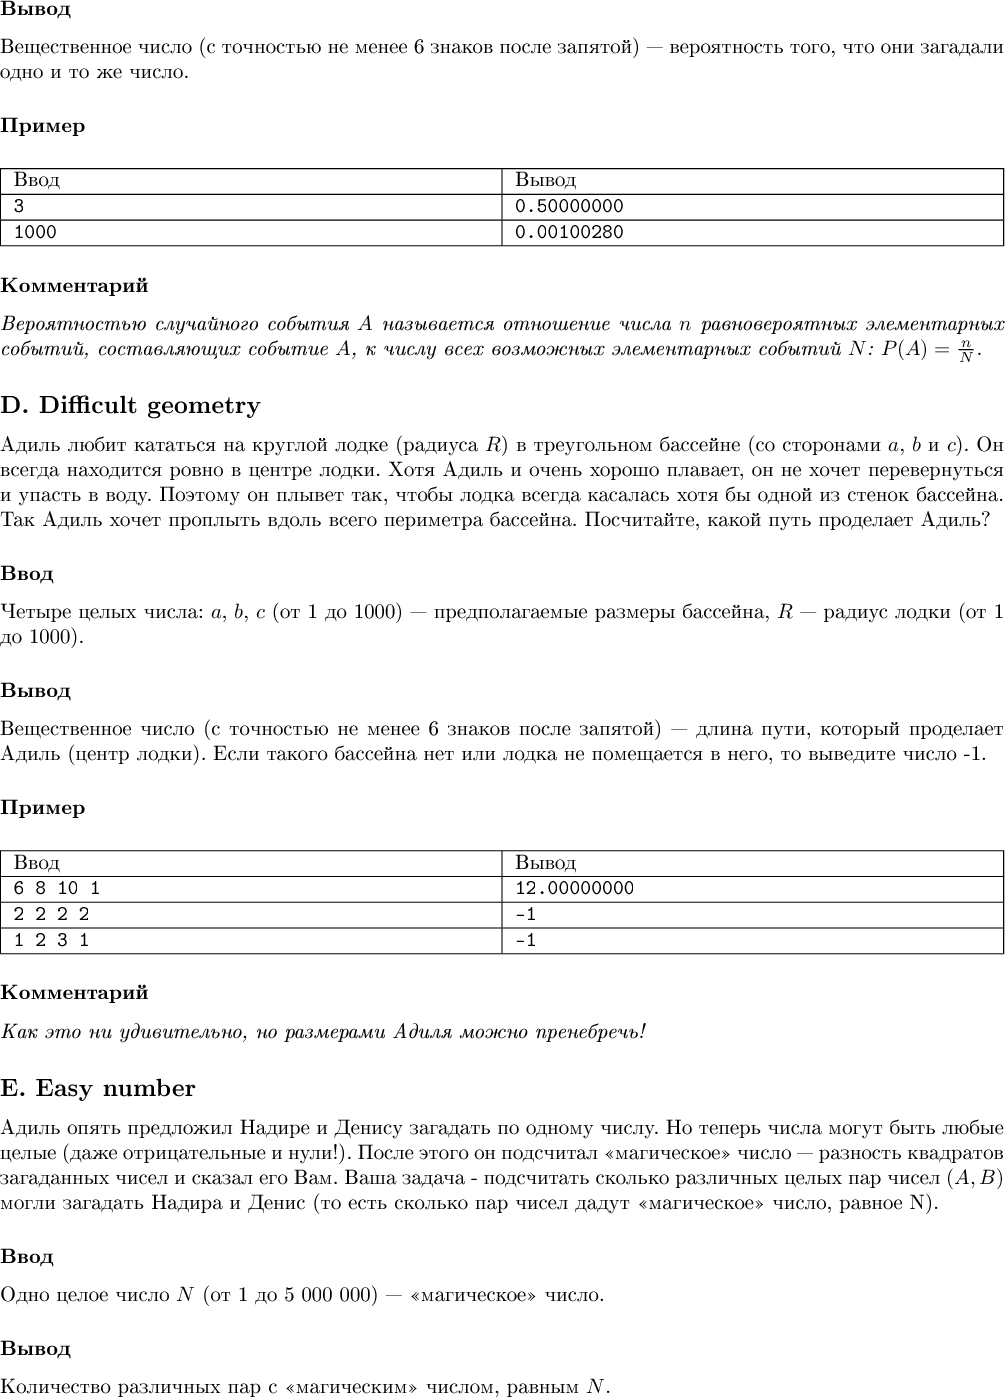 Вывод
Вещественное число (с точностью не менее 6 знаков после запятой) — вероятность того, что они загадали
одно и то же число.
Пример
Ввод Вывод
3 0.50000000
1000 0.00100280
Комментарий
Вероятностью случайного события A называется отношение числа n равновероятных элементарных
событий, составляющих событие A, к числу всех возможных элементарных событий N: P(A) = n/N.
D. Difficult geometry
Адиль любит кататься на круглой лодке (радиуса R) в треугольном бассейне (со сторонами a, b и c). Он
всегда находится ровно в центре лодки. Хотя Адиль и очень хорошо плавает, он не хочет перевернуться
и упасть в воду. Поэтому он плывет так, чтобы лодка всегда касалась хотя бы одной из стенок бассейна.
Так Адиль хочет проплыть вдоль всего периметра бассейна. Посчитайте, какой путь проделает Адиль?
Ввод
Четыре целых числа: a, b, c (от 1 до 1000) — предполагаемые размеры бассейна, R — радиус лодки (от 1
до 1000).
Вывод
Вещественное число (с точностью не менее 6 знаков после запятой) — длина пути, который проделает
Адиль (центр лодки). Если такого бассейна нет или лодка не помещается в него, то выведите число -1.
Пример
Ввод Вывод
6 8 10 1 12.00000000
2 2 2 2 -1
1 2 3 1 -1
Комментарий
Как это ни удивительно, но размерами Адиля можно пренебречь!
E. Easy number
Адиль опять предложил Надире и Денису загадать по одному числу. Но теперь числа могут быть любые
целые (даже отрицательные и нули!). После этого он подсчитал «магическое» число — разность квадратов
загаданных чисел и сказал его Вам. Ваша задача - подсчитать сколько различных целых пар чисел (A, B)
могли загадать Надира и Денис (то есть сколько пар чисел дадут «магическое» число, равное N).
Ввод
Одно целое число N (от 1 до 5 000 000) — «магическое» число.
Вывод
Количество различных пар с «магическим» числом, равным N.